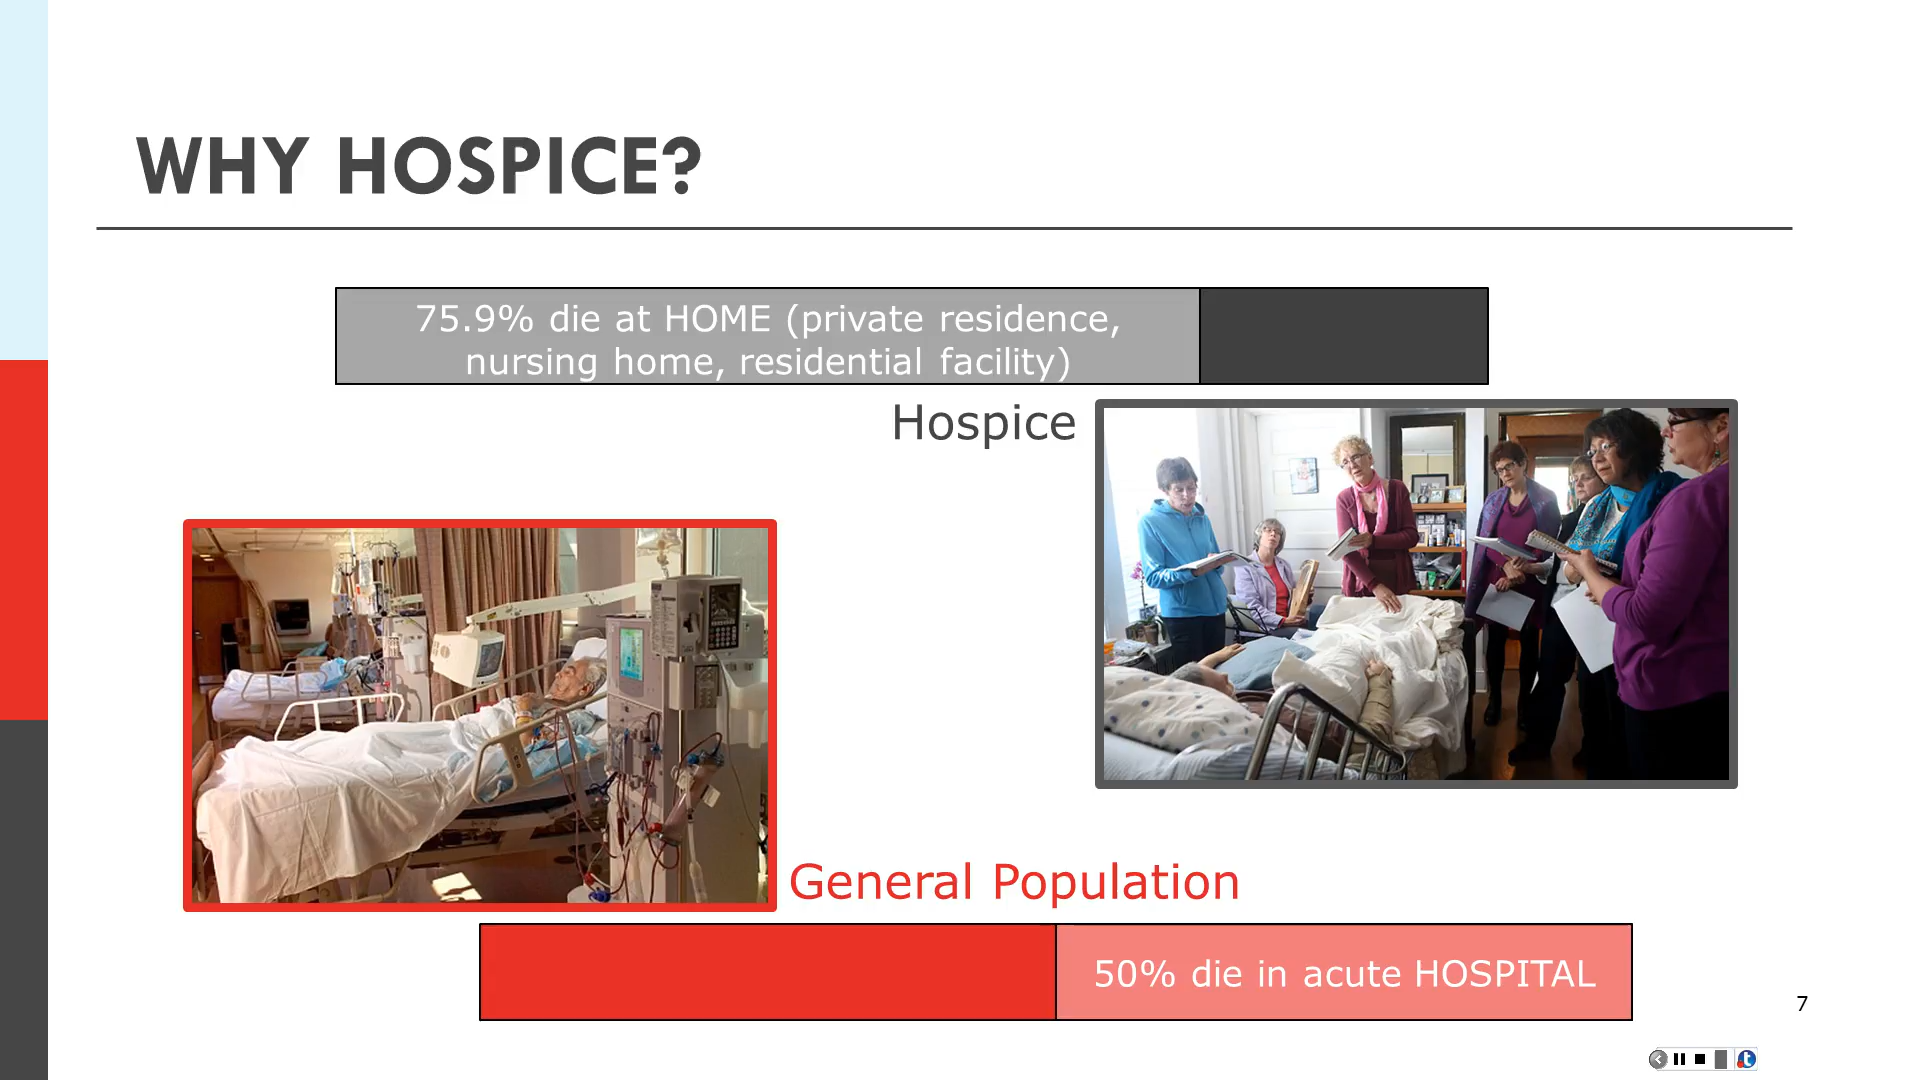 WHY HOSPICE?
75.9% die at HOME (private residence,
nursing home, residential facility)
Hospice
General Population
50% die in acute HOSPITAL
7